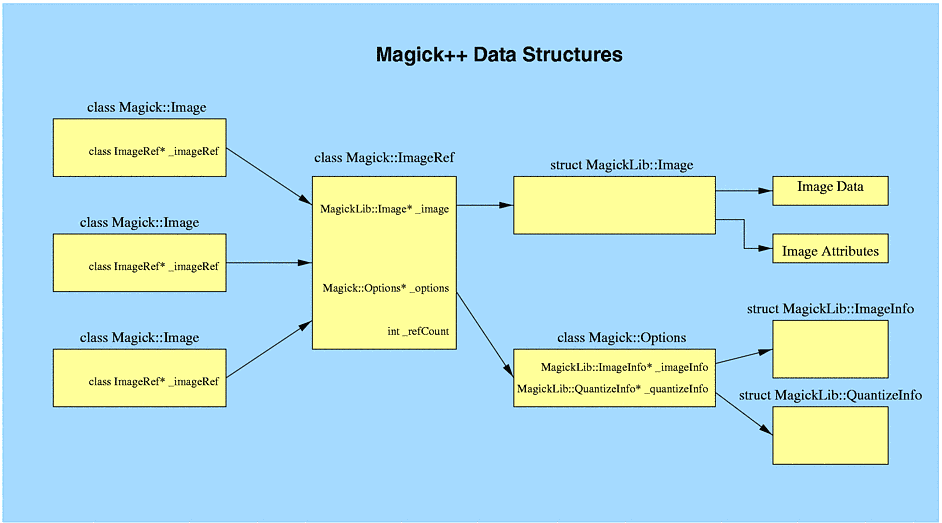 Magick++ Data Structures
class Magick::Image
class ImageRef* _imageRef
class Magick::Image
class ImageRef* _imageRef
class Magick::Image
class ImageRef* _imageRef
class Magick::ImageRef
MagickLib::Image* _image
Magick::Options* _options
int _refCount
struct MagickLib::Image
Image Data
Image Attributes
class Magick::Options
MagickLib::ImageInfo* _imageInfo
MagickLib::QuantizeInfo* _quantizeInfo
struct MagickLib::ImageInfo
struct MagickLib::QuantizeInfo